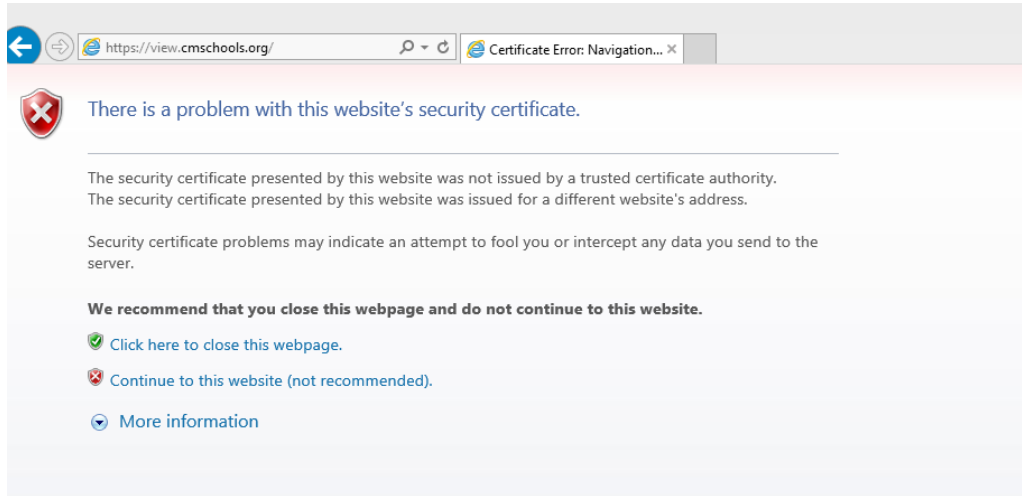 https://view.cmschools.org/
Certificate Error: Navigation...
There is a problem with this website's security certificate.
The security certificate presented by this website was not issued by a trusted certificate authority.
The security certificate presented by this website was issued for a different website's address.
Security certificate problems may indicate an attempt to fool you or intercept any data you send to the
server.
We recommend that you close this webpage and do not continue to this website.
Click here to close this webpage.
Continue to this website (not recommended).
More information